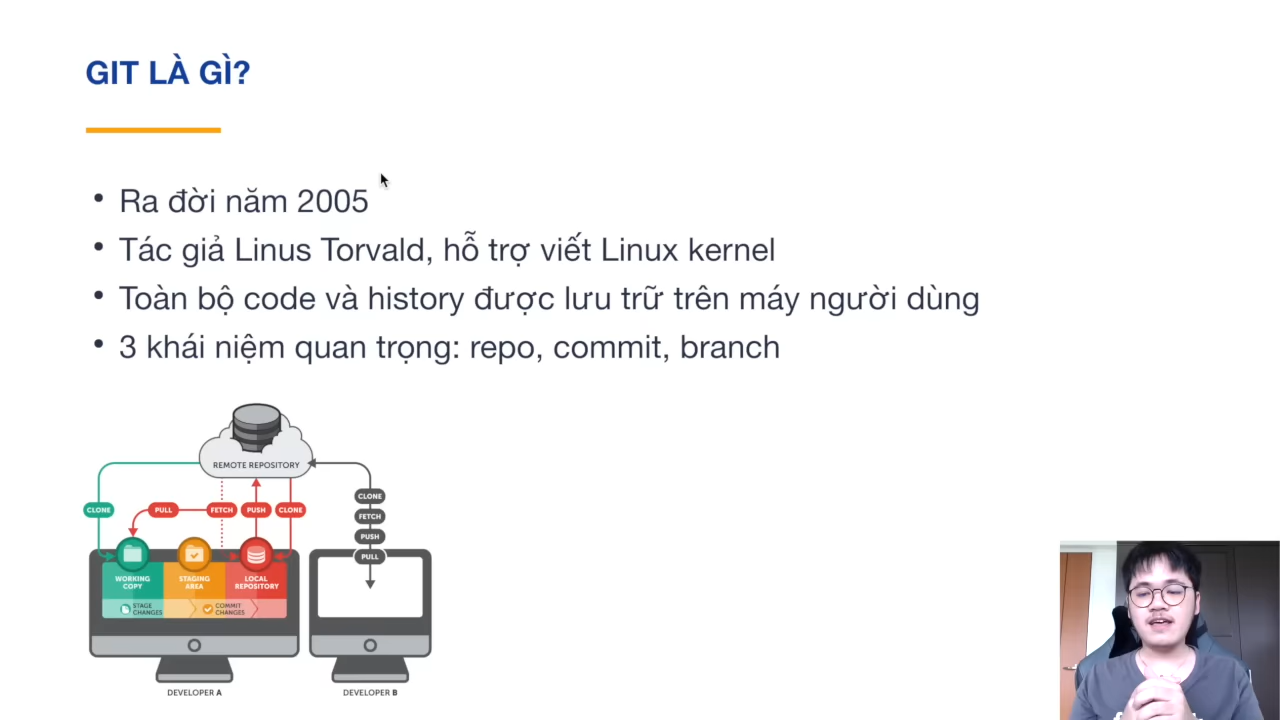 GIT LÀ GÌ?
• Ra đời năm 2005
• Tác giả Linus Torvald, hỗ trợ viết Linux kernel
• Toàn bộ code và history được lưu trữ trên máy người dùng
• 3 khái niệm quan trọng: repo, commit, branch
REMOTE REPOSITORY
CLONE
PULL
FETCH
PUSH
CLONE
CLONE
FETCH
PUSH
PULL
WORKING
COPY
STAGING
AREA
LOCAL
REPOSITORY
STAGE
CHANGES
COMMIT
CHANGES
DEVELOPER A
DEVELOPER B